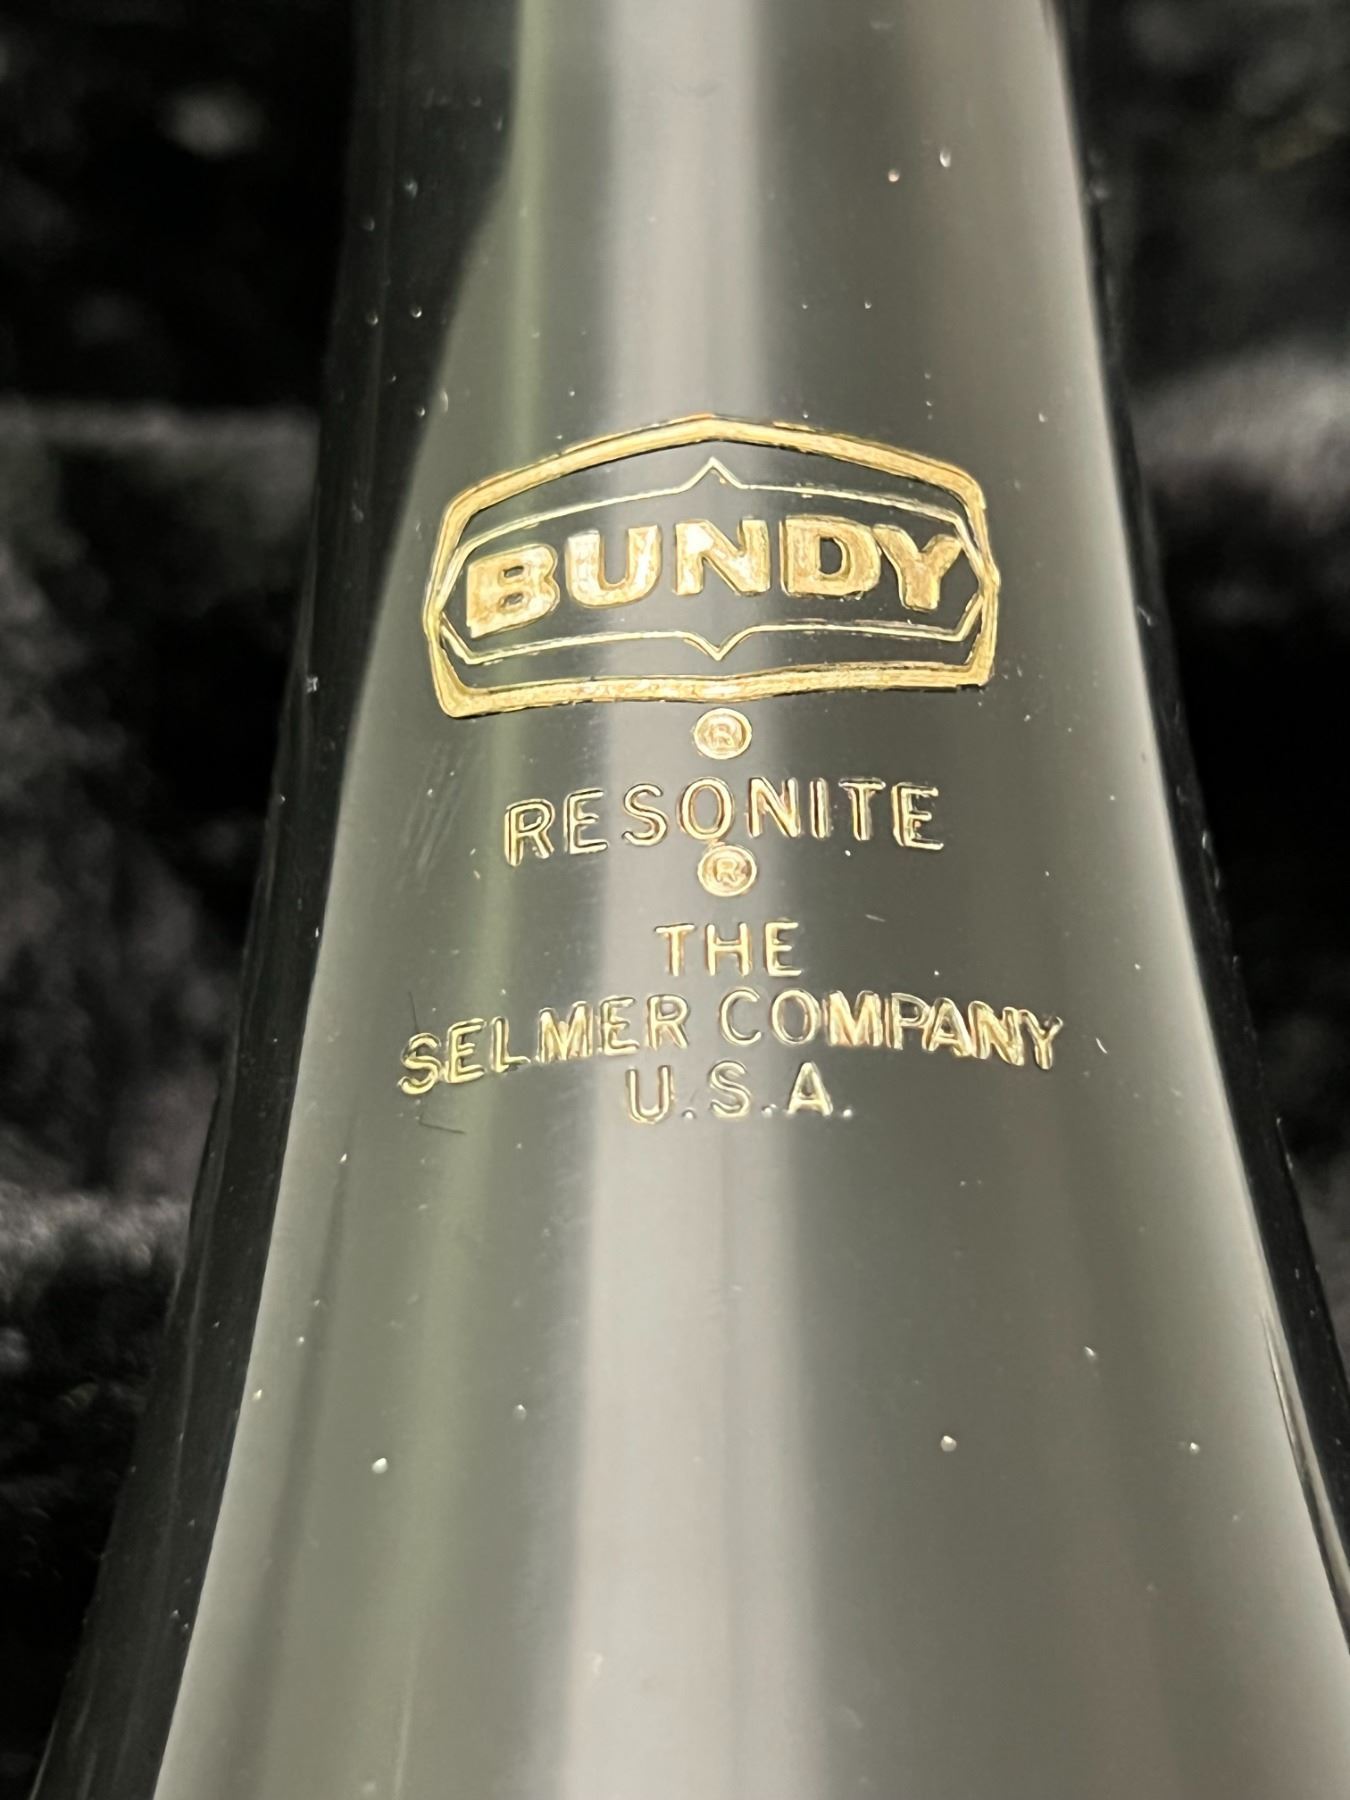 BUNDY
®
RESONITE
®
THE
SELMER COMPANY
U.S.A.